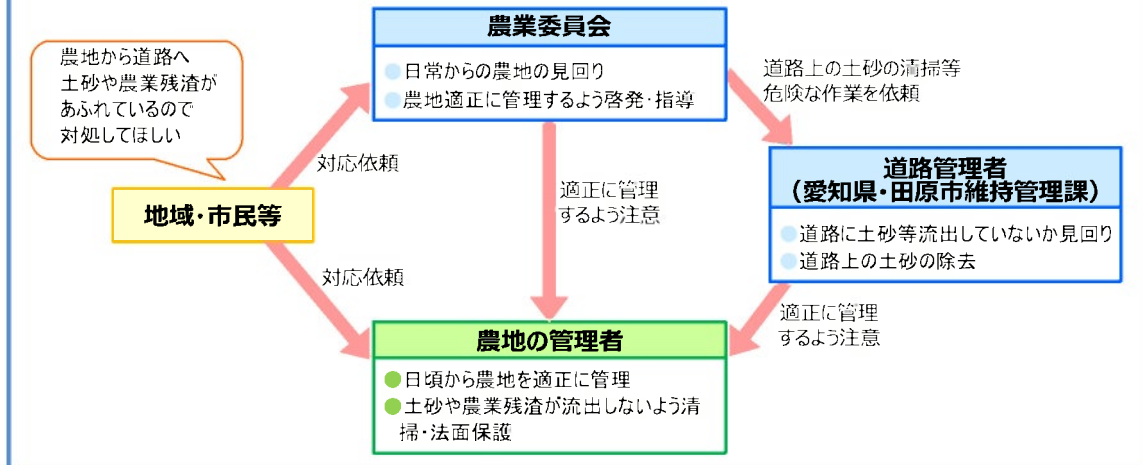 農業委員会
日常からの農地の見回り
農地適正に管理するよう啓発・指導
農地から道路へ
土砂や農業残渣が
あふれているので
対処してほしい
道路上の土砂の清掃等
危険な作業を依頼
対応依頼
地域・市民等
適正に管理
するよう注意
道路管理者
（愛知県・田原市維持管理課）
道路に土砂等流出していないか見回り
道路上の土砂の除去
対応依頼
適正に管理
するよう注意
農地の管理者
日頃から農地を適正に管理
土砂や農業残渣が流出しないよう清
掃・法面保護